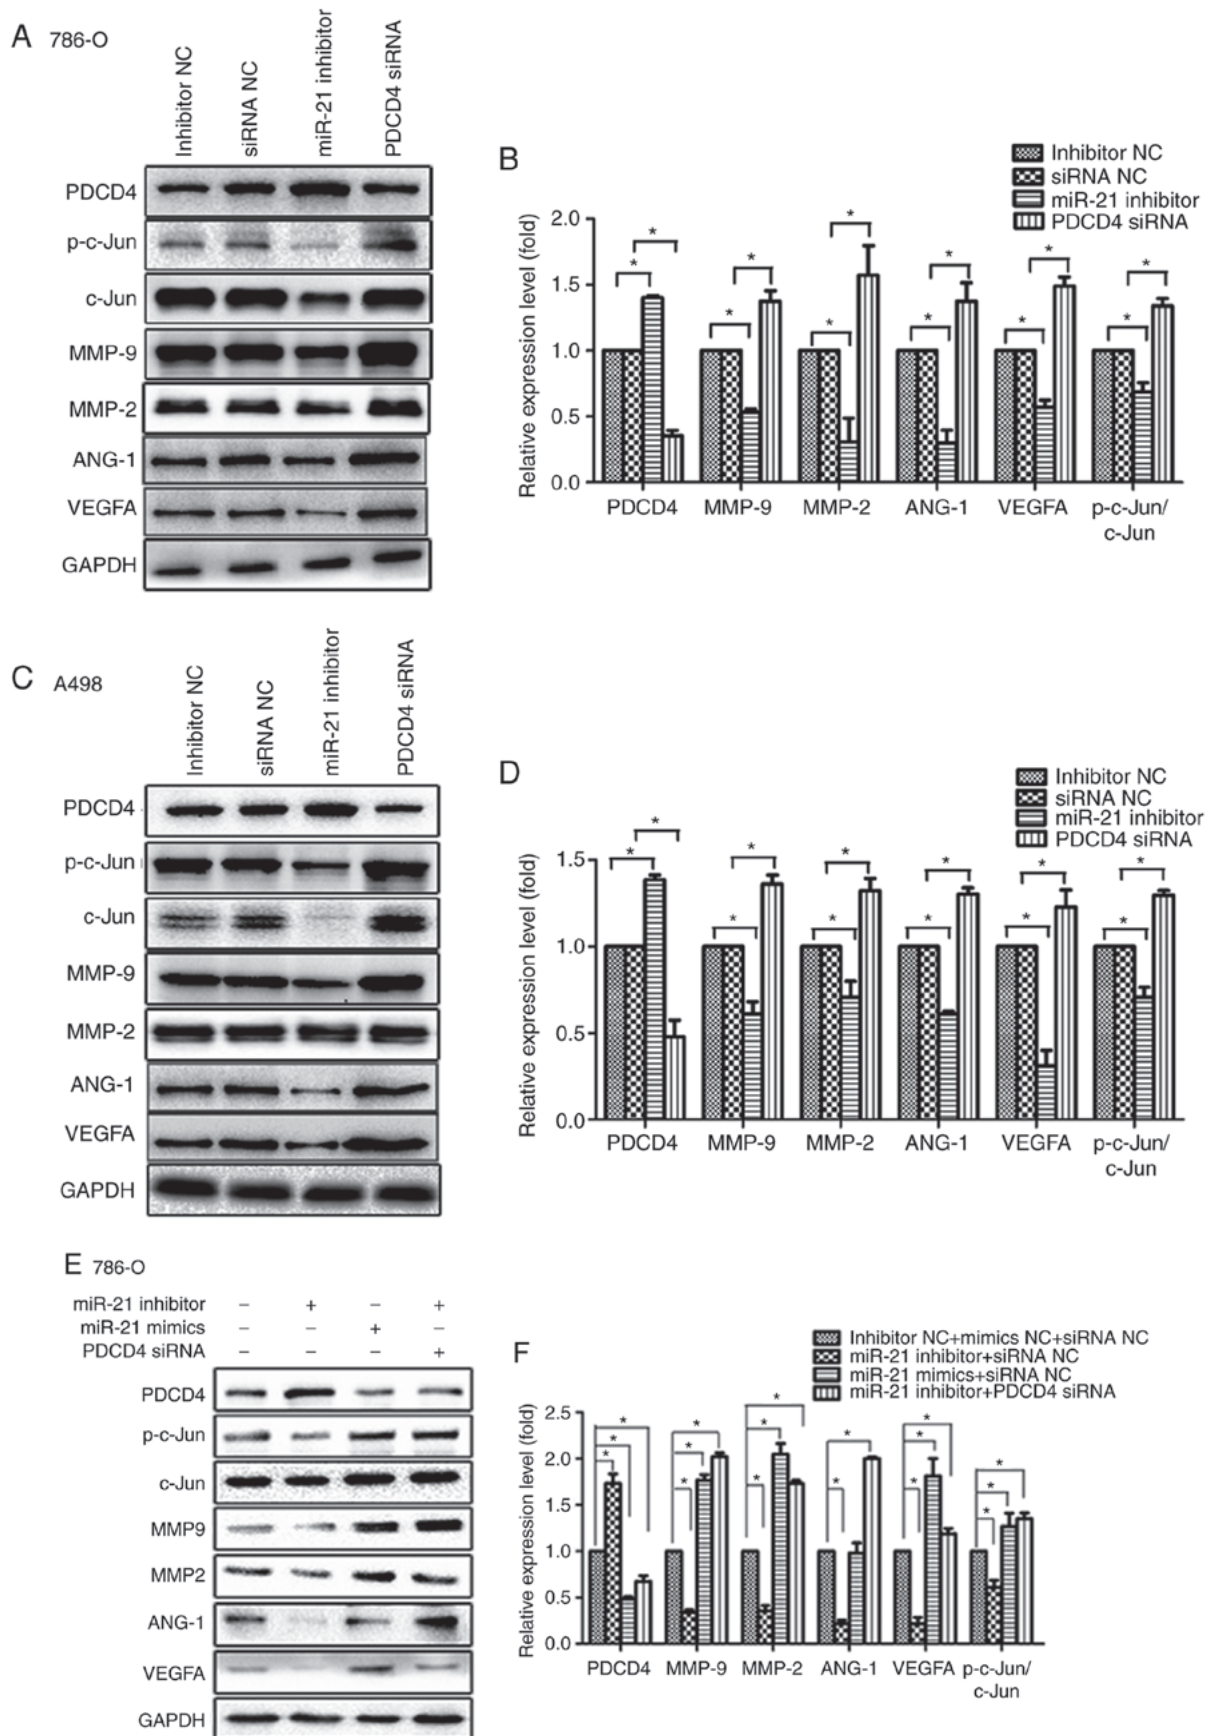 A 786-O
Inhibitor NC
siRNA NC
miR-21 inhibitor
PDCD4 siRNA
PDCD4
p-c-Jun
c-Jun
MMP-9
MMP-2
ANG-1
VEGFA
GAPDH
B
Inhibitor NC
siRNA NC
miR-21 inhibitor
PDCD4 siRNA
Relative expression level (fold)
2.0
1.5
1.0
0.5
0.0
* * * * * * * * * * * *
PDCD4 MMP-9 MMP-2 ANG-1 VEGFA p-c-Jun/
c-Jun
C A498
Inhibitor NC
siRNA NC
miR-21 inhibitor
PDCD4 siRNA
PDCD4
p-c-Jun
c-Jun
MMP-9
MMP-2
ANG-1
VEGFA
GAPDH
D
Inhibitor NC
siRNA NC
miR-21 inhibitor
PDCD4 siRNA
Relative expression level (fold)
1.5
1.0
0.5
0.0
* * * * * * * * * * * *
PDCD4 MMP-9 MMP-2 ANG-1 VEGFA p-c-Jun/
c-Jun
E 786-O
miR-21 inhibitor − + − +
miR-21 mimics − − + −
PDCD4 siRNA − − − +
PDCD4
p-c-Jun
c-Jun
MMP9
MMP2
ANG-1
VEGFA
GAPDH
F
Inhibitor NC+mimics NC+siRNA NC
miR-21 inhibitor+siRNA NC
miR-21 mimics+siRNA NC
miR-21 inhibitor+PDCD4 siRNA
Relative expression level (fold)
2.5
2.0
1.5
1.0
0.5
0.0
* * * * * * * * * * * * * * * * *
PDCD4 MMP-9 MMP-2 ANG-1 VEGFA p-c-Jun/
c-Jun